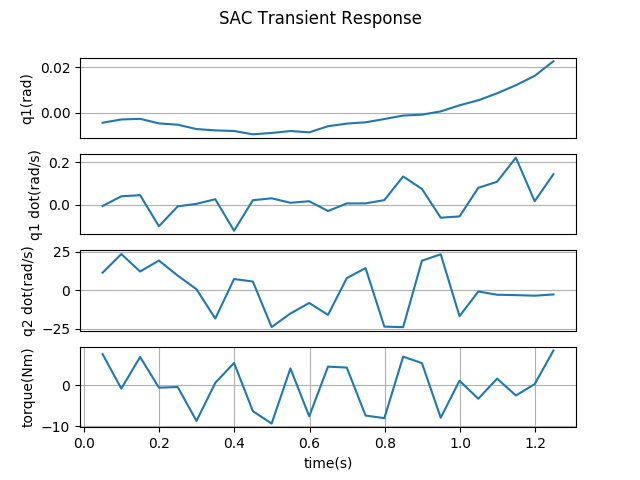 SAC Transient Response
q1(rad)
0.02
0.00
q1 dot(rad/s)
0.2
0.0
q2 dot(rad/s)
25
0
−25
torque(Nm)
0
−10
0.0 0.2 0.4 0.6 0.8 1.0 1.2
time(s)